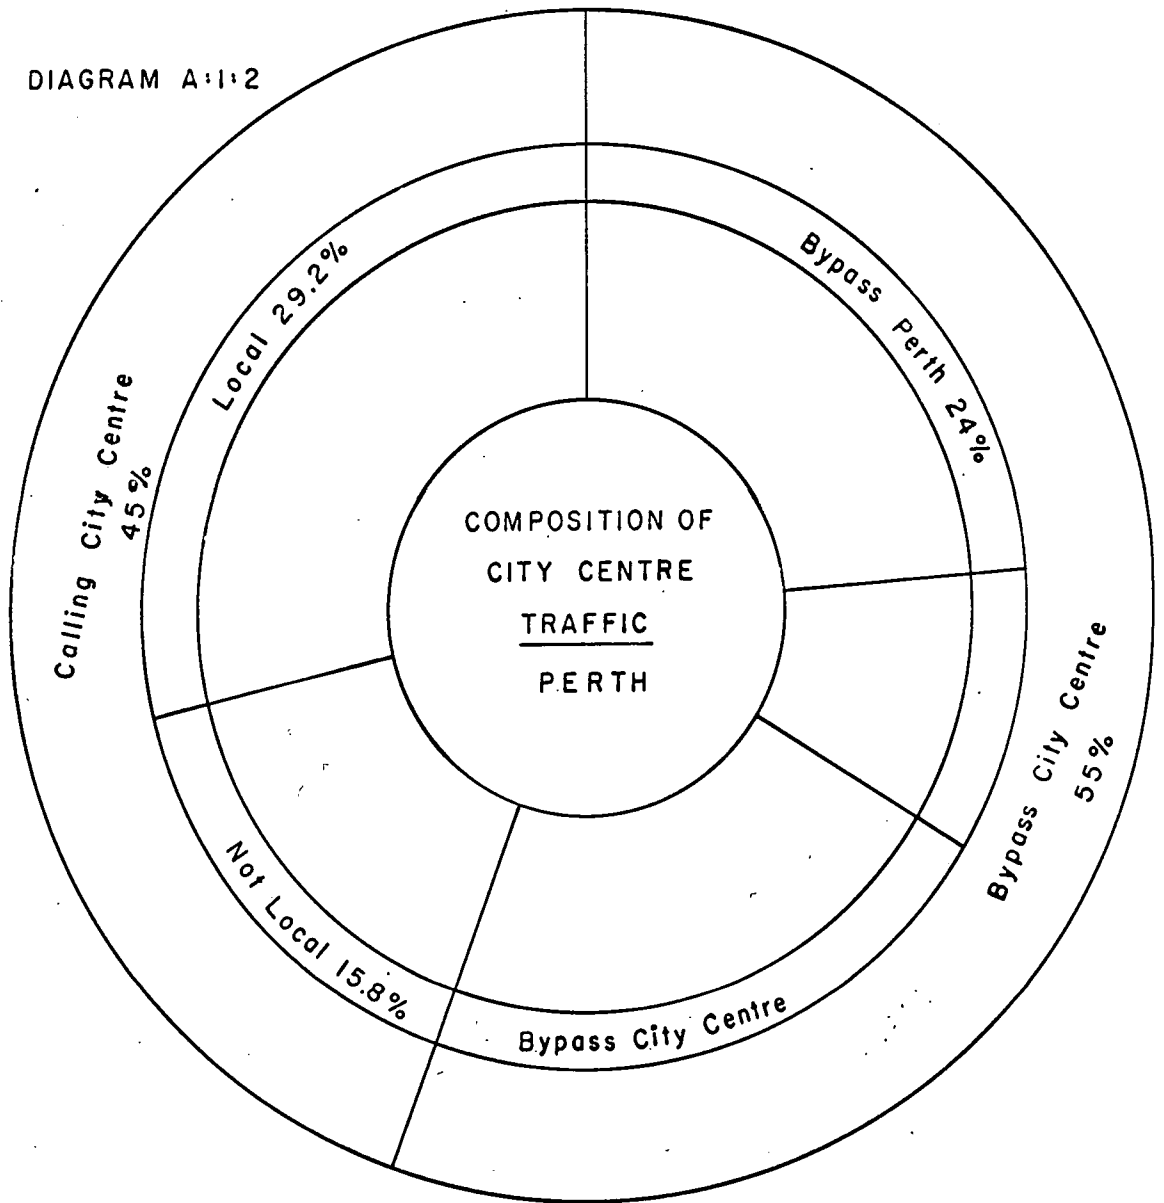 DIAGRAM A:1:2
Bypass Perth 24%
Local 29.2%
Calling City Centre
45%
COMPOSITION OF
CITY CENTRE
TRAFFIC
PERTH
Bypass City Centre
55%
Not Local 15.8%
Bypass City Centre